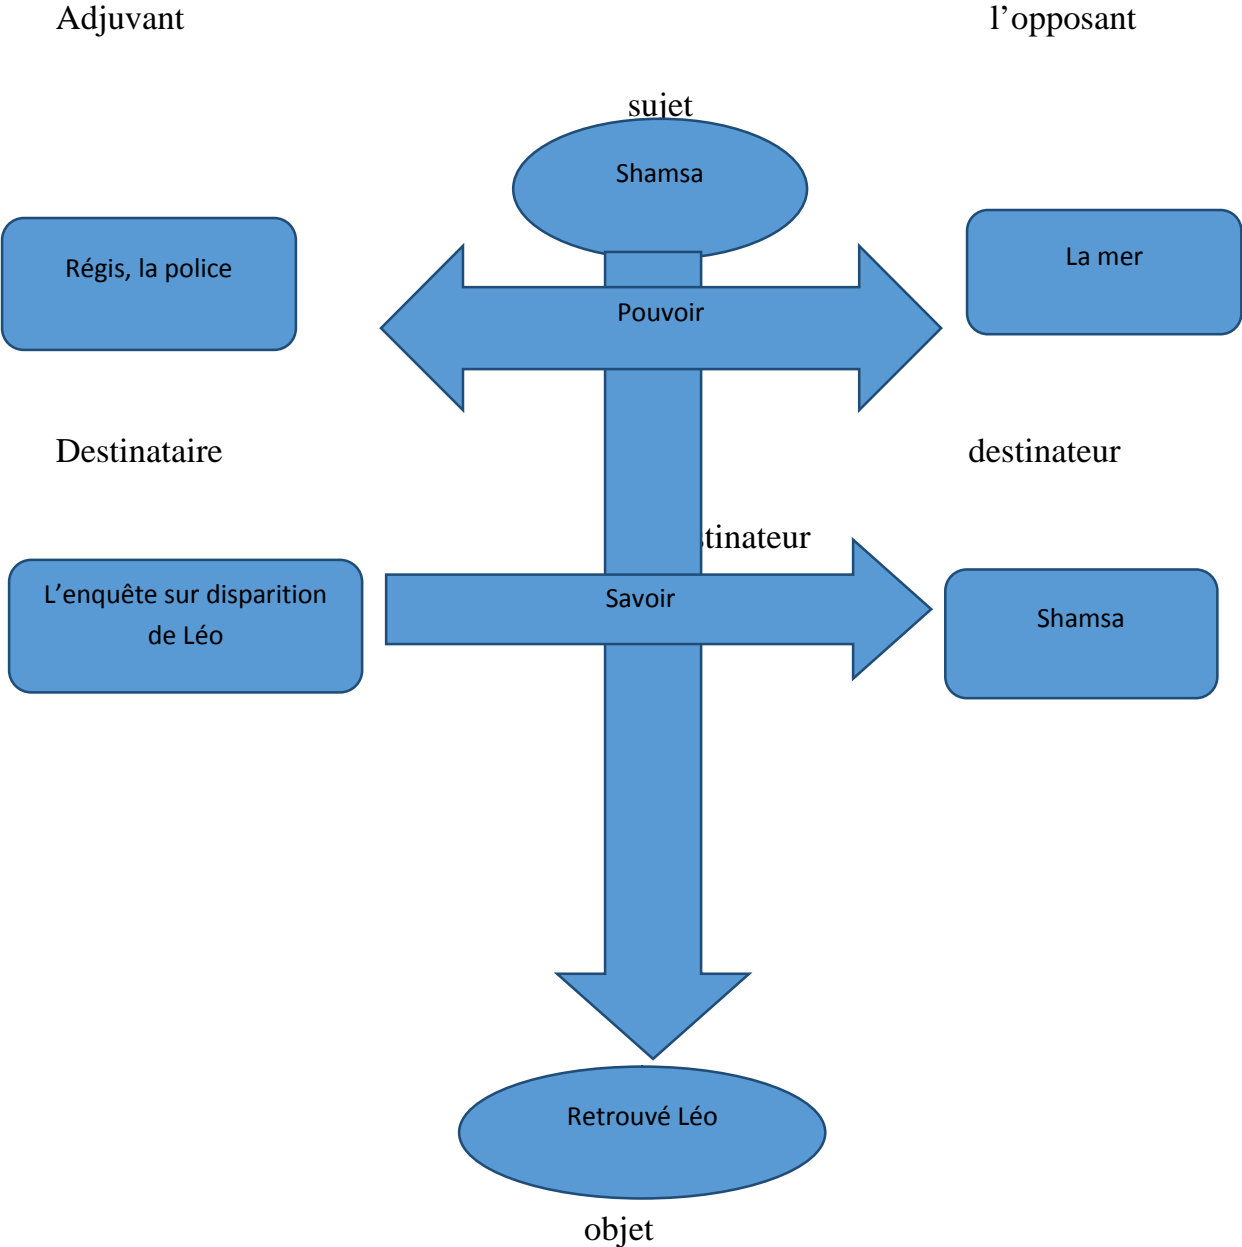 Adjuvant
l’opposant
sujet
Shamsa
Régis, la police
La mer
Pouvoir
Destinataire
destinateur
stinateur
L’enquête sur disparition
de Léo
Savoir
Shamsa
Retrouvé Léo
objet